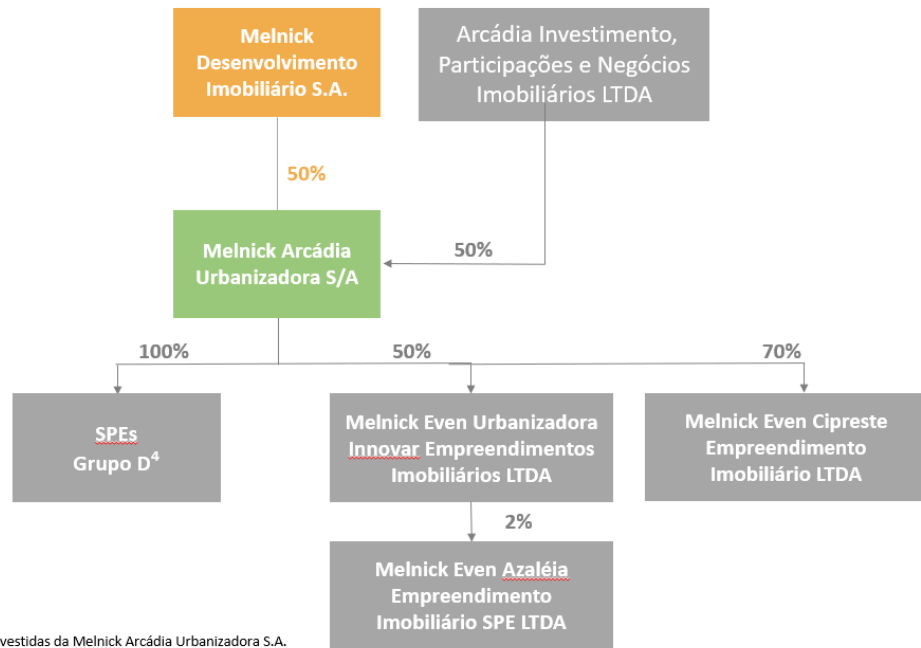 Melnick
Desenvolvimento
Imobiliário S.A.
Arcádia Investimento,
Participações e Negócios
Imobiliários LTDA
50%
Melnick Arcádia
Urbanizadora S/A
50%
100%
50%
70%
SPEs
Grupo D⁴
Melnick Even Urbanizadora
Innovar Empreendimentos
Imobiliários LTDA
Melnick Even Cipreste
Empreendimento
Imobiliário LTDA
2%
Melnick Even Azaléia
Empreendimento
Imobiliário SPE LTDA
vestidas da Melnick Arcádia Urbanizadora S.A.